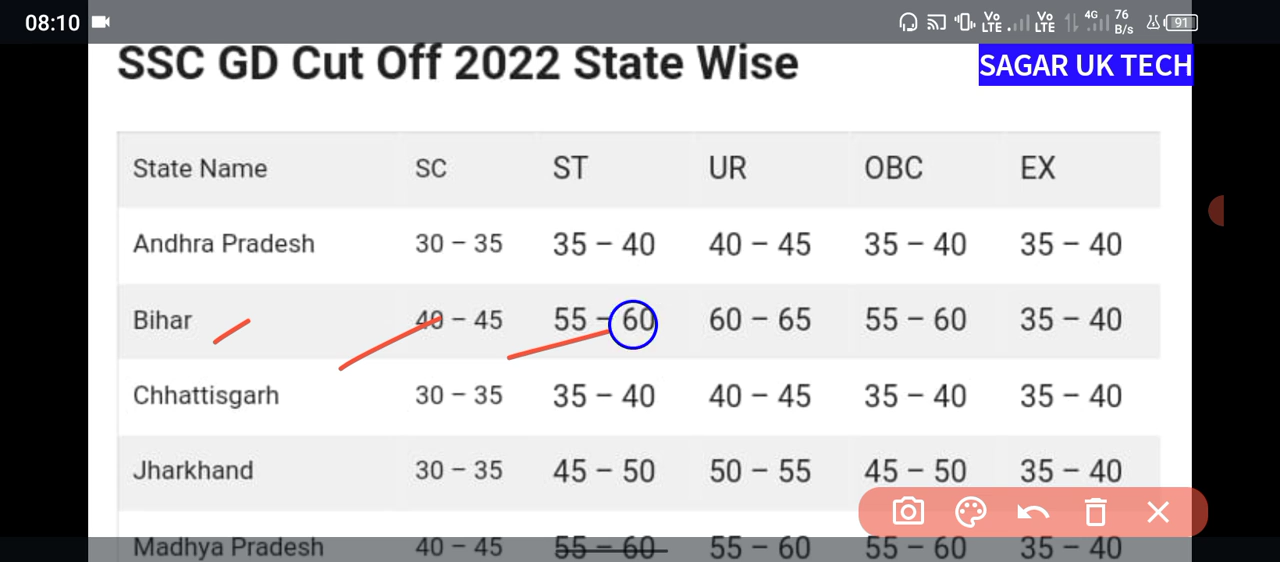 08:10 Vo LTE Vo LTE 4G 76 B/s 91
SSC GD Cut Off 2022 State Wise
SAGAR UK TECH
State Name SC ST UR OBC EX
Andhra Pradesh 30 – 35 35 – 40 40 – 45 35 – 40 35 – 40
Bihar 40 – 45 55 – 60 60 – 65 55 – 60 35 – 40
Chhattisgarh 30 – 35 35 – 40 40 – 45 35 – 40 35 – 40
Jharkhand 30 – 35 45 – 50 50 – 55 45 – 50 35 – 40
Madhya Pradesh 40 – 45 55 – 60 55 – 60 55 – 60 35 – 40